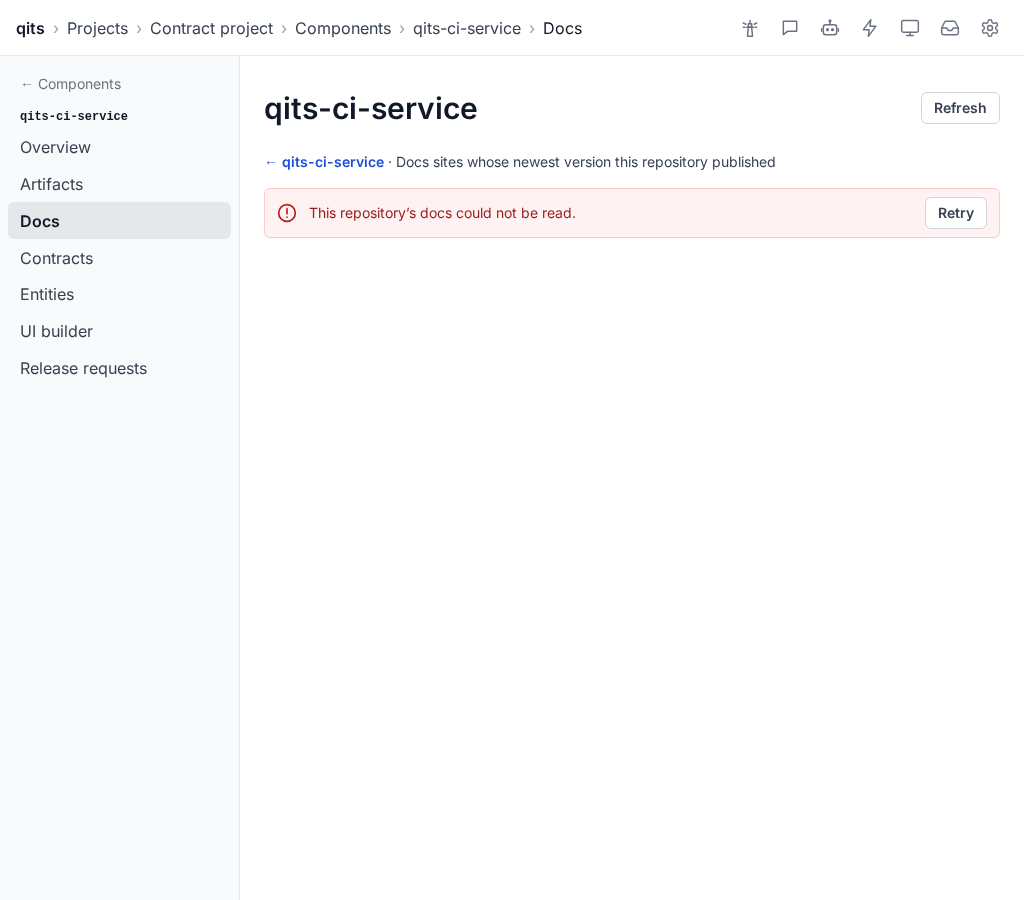 qits › Projects › Contract project › Components › qits-ci-service › Docs
← Components
qits-ci-service
Overview
Artifacts
Docs
Contracts
Entities
UI builder
Release requests
qits-ci-service
Refresh
← qits-ci-service · Docs sites whose newest version this repository published
This repository’s docs could not be read.
Retry